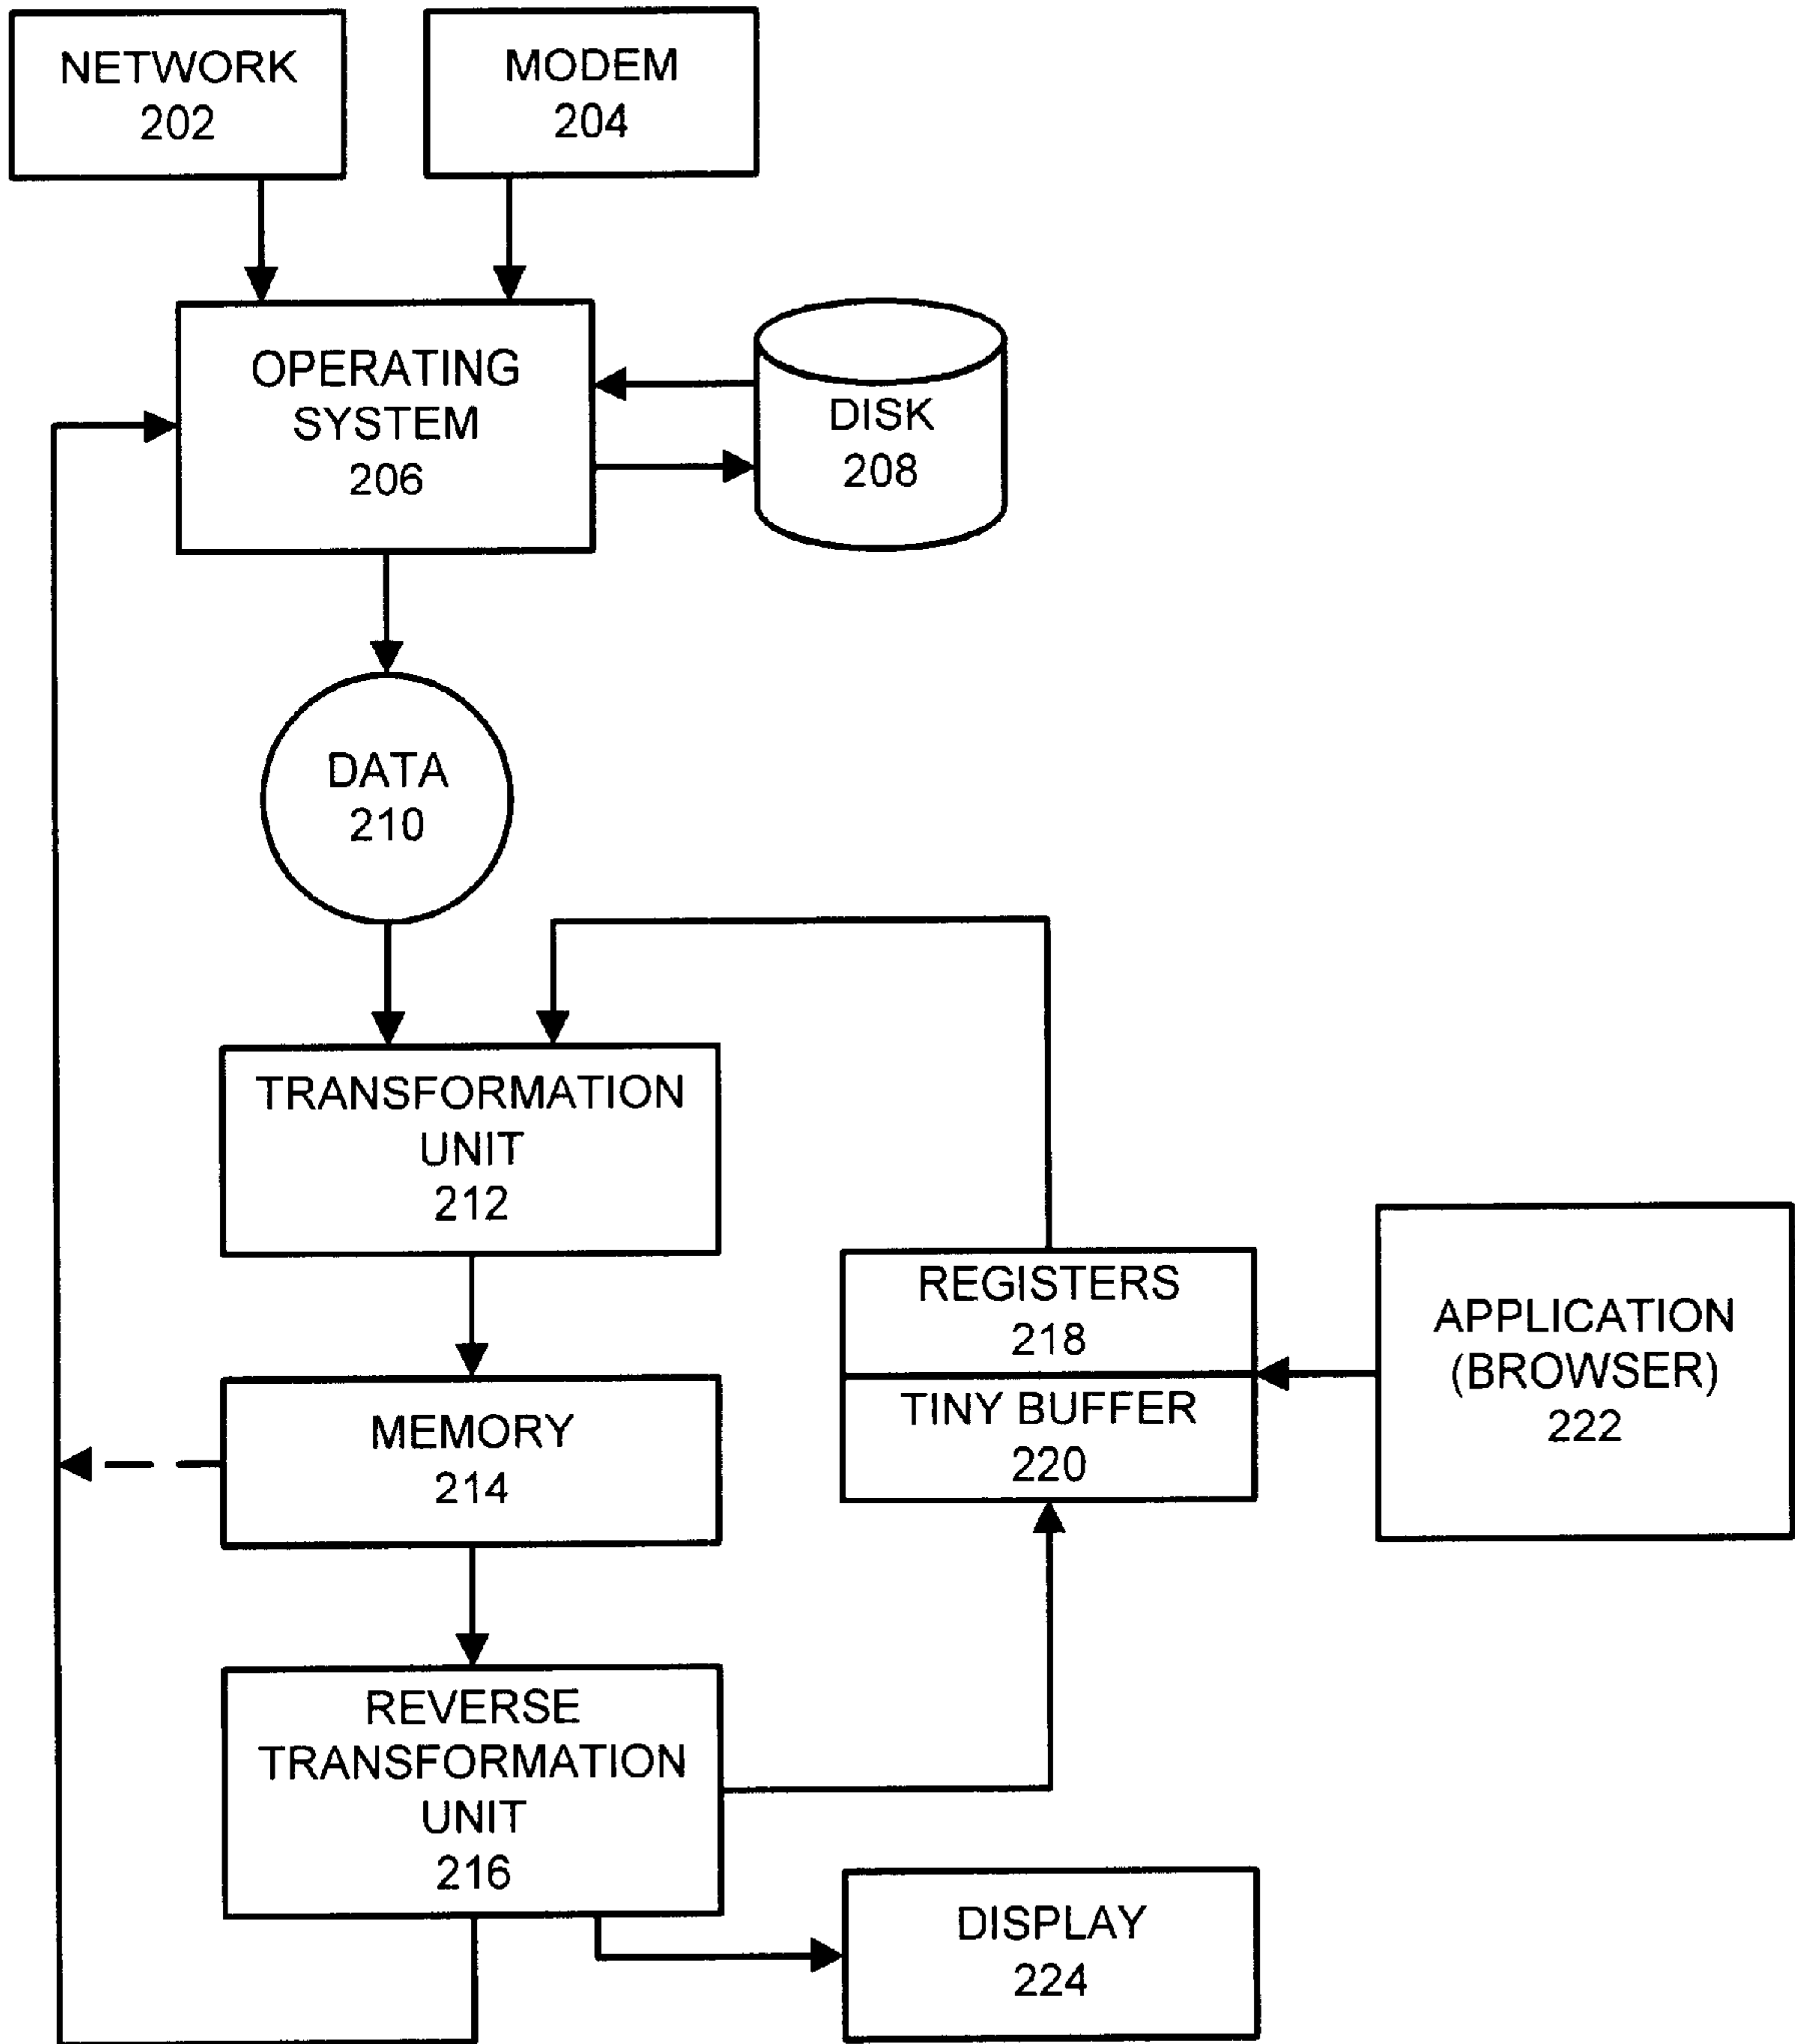 NETWORK
202
MODEM
204
OPERATING
SYSTEM
206
DISK
208
DATA
210
TRANSFORMATION
UNIT
212
REGISTERS
218
TINY BUFFER
220
APPLICATION
(BROWSER)
222
MEMORY
214
REVERSE
TRANSFORMATION
UNIT
216
DISPLAY
224